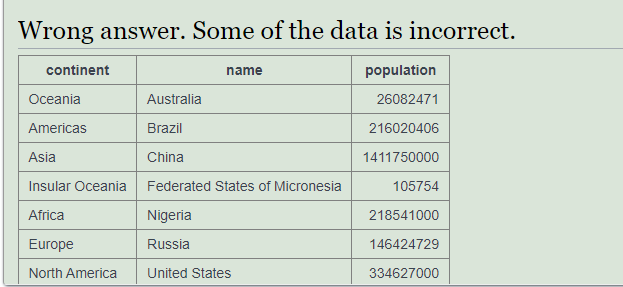 Wrong answer. Some of the data is incorrect.
continent name population
Oceania Australia 26082471
Americas Brazil 216020406
Asia China 1411750000
Insular Oceania Federated States of Micronesia 105754
Africa Nigeria 218541000
Europe Russia 146424729
North America United States 334627000